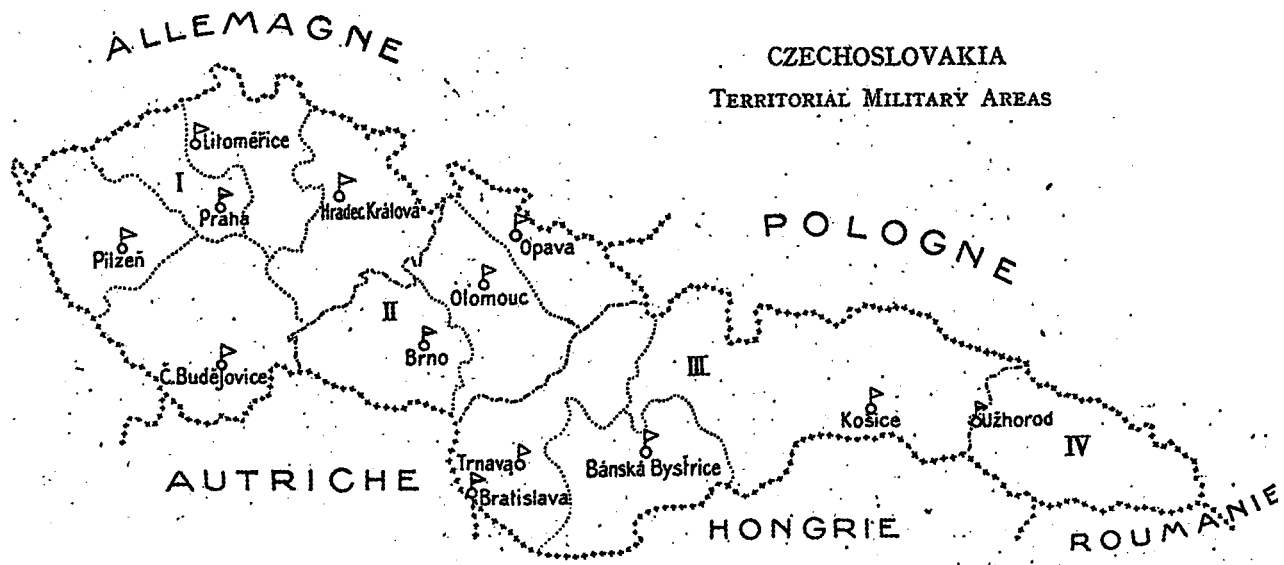 ALLEMAGNE
CZECHOSLOVAKIA
TERRITORIAL MILITARY AREAS
Litoměřice
I
Praha
Hradec Králová
Pilzeň
Opava
POLOGNE
Olomouc
II
Brno
Č.Budějovice
III
Košice
Užhorod
IV
Trnava
Bánská Bystřice
Bratislava
AUTRICHE
HONGRIE
ROUMANIE